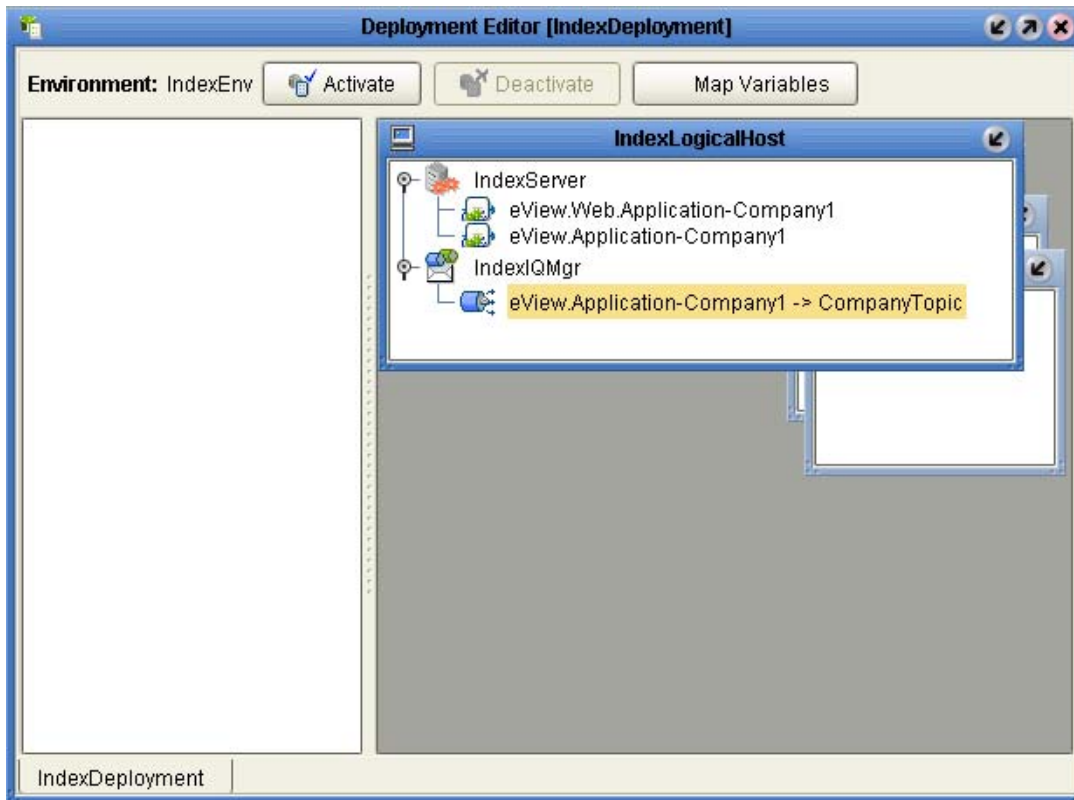 Deployment Editor [IndexDeployment]
Environment: IndexEnv Activate Deactivate Map Variables
IndexLogicalHost
IndexServer
eView.Web.Application-Company1
eView.Application-Company1
IndexIQMgr
eView.Application-Company1 -> CompanyTopic
IndexDeployment